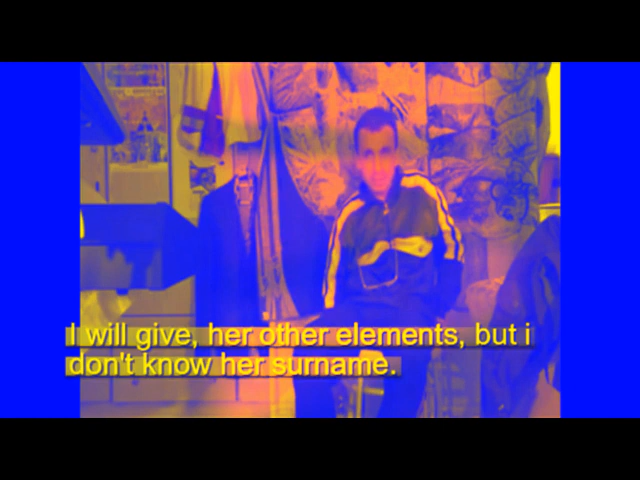 I will give, her other elements, but i
don't know her surname.